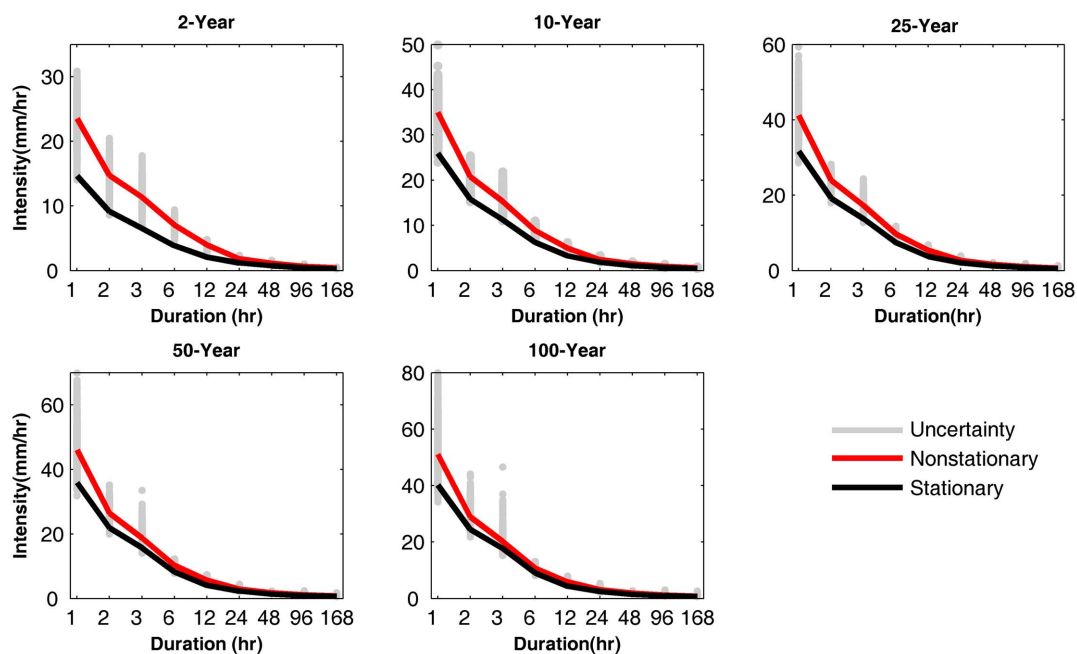 2-Year
Intensity(mm/hr)
30
20
10
0
1 2 3 6 12 24 48 96 168
Duration (hr)
10-Year
50
40
30
20
10
0
1 2 3 6 12 24 48 96 168
Duration (hr)
25-Year
60
40
20
0
1 2 3 6 12 24 48 96 168
Duration(hr)
50-Year
Intensity(mm/hr)
60
40
20
0
1 2 3 6 12 24 48 96 168
Duration (hr)
100-Year
80
60
40
20
0
1 2 3 6 12 24 48 96 168
Duration(hr)
Uncertainty
Nonstationary
Stationary